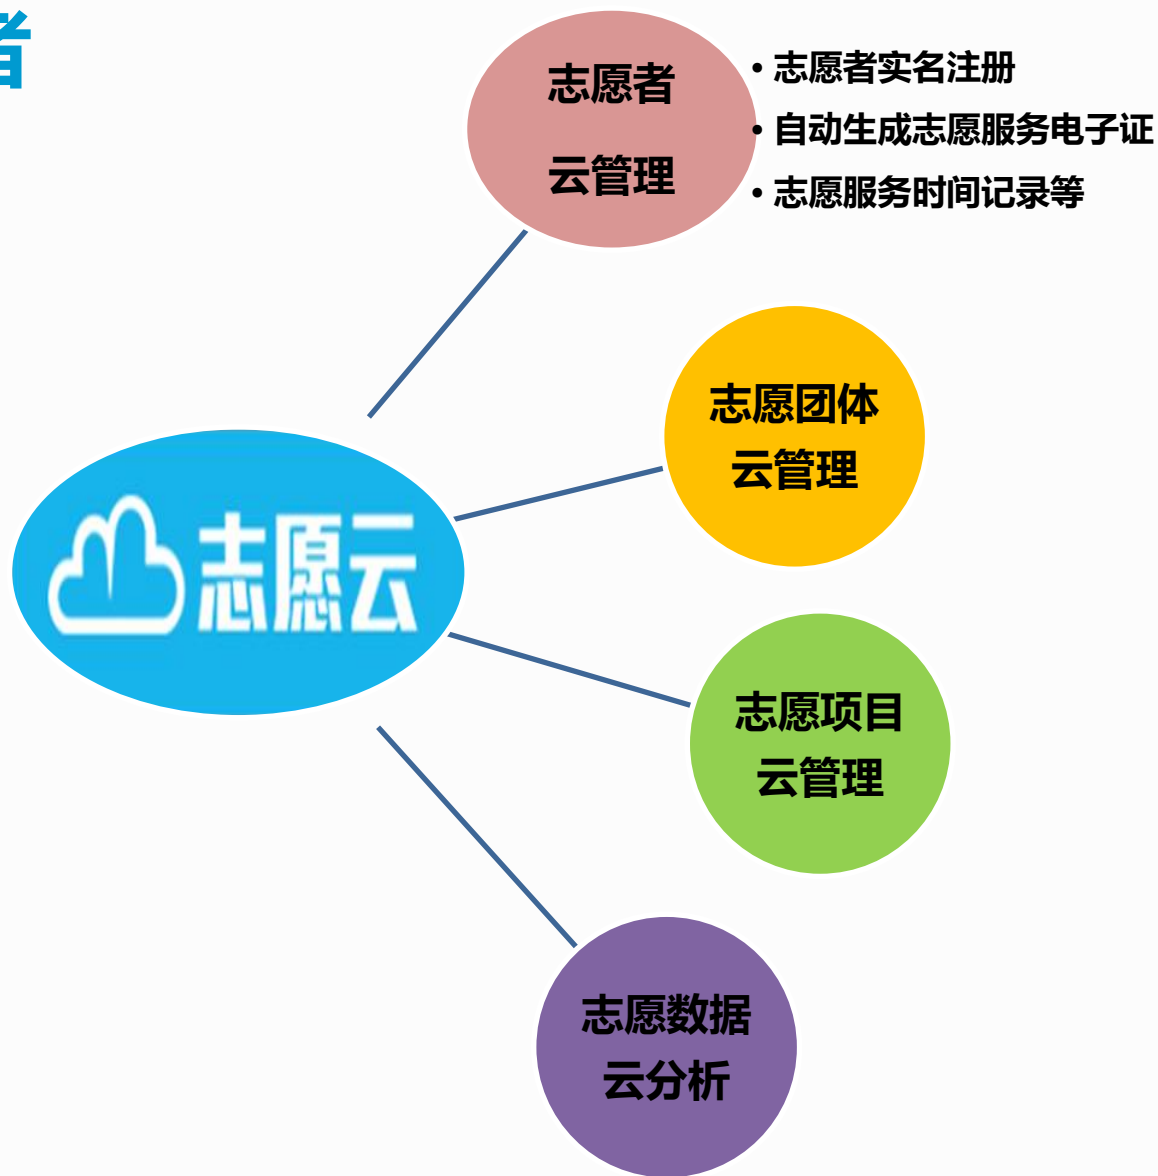 者
志愿者
云管理
• 志愿者实名注册
• 自动生成志愿服务电子证
• 志愿服务时间记录等
志愿团体
云管理
志愿云
志愿项目
云管理
志愿数据
云分析